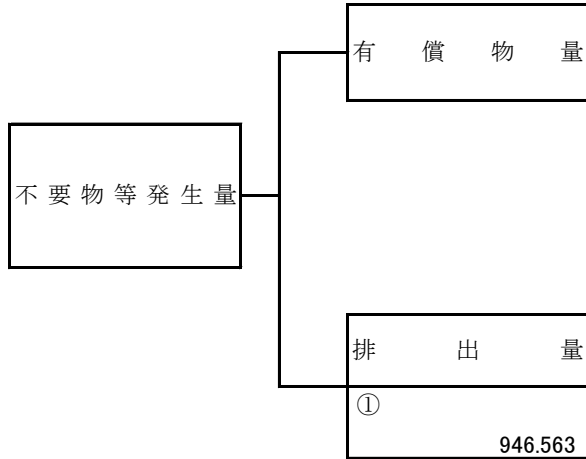 有償物量
不要物等発生量
排出量
①
946.563